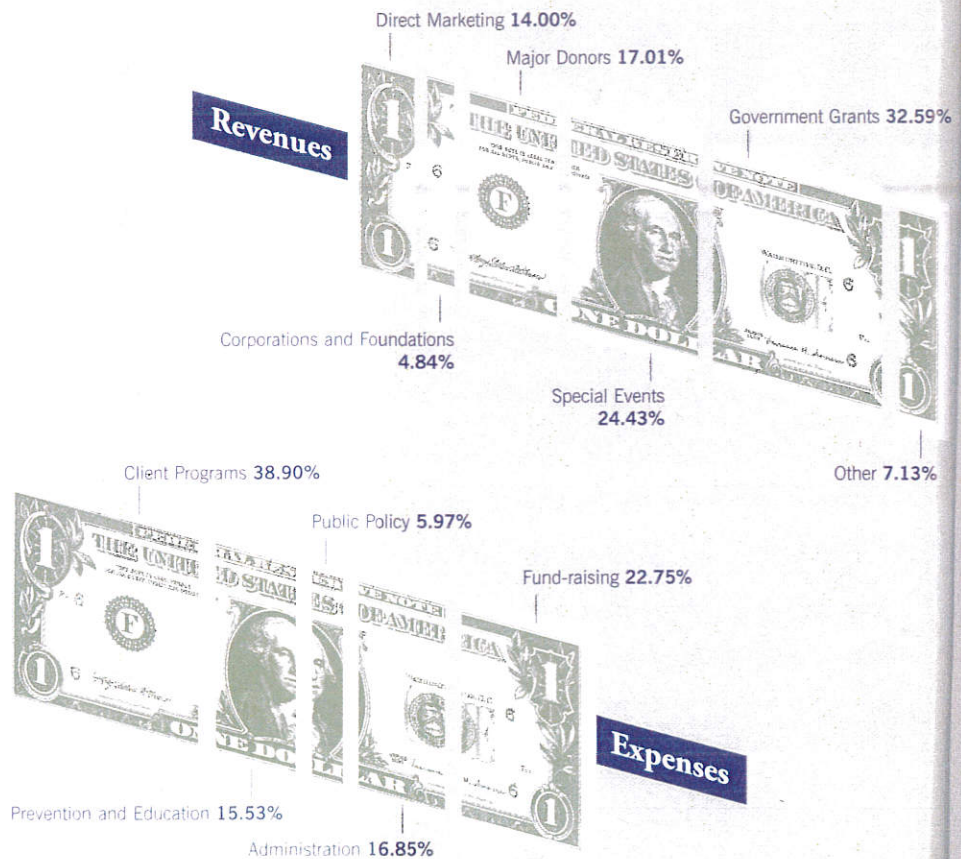 Direct Marketing 14.00%
Major Donors 17.01%
Government Grants 32.59%
Revenues
Corporations and Foundations
4.84%
Special Events
24.43%
Other 7.13%
Client Programs 38.90%
Public Policy 5.97%
Fund-raising 22.75%
Expenses
Prevention and Education 15.53%
Administration 16.85%